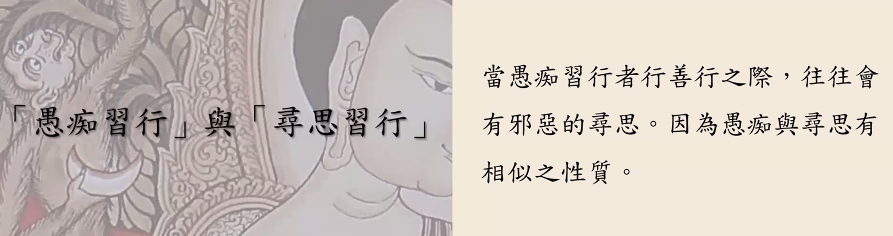 「愚痴習行」與「尋思習行」
當愚痴習行者行善行之際，往往會
有邪惡的尋思。因為愚痴與尋思有
相似之性質。